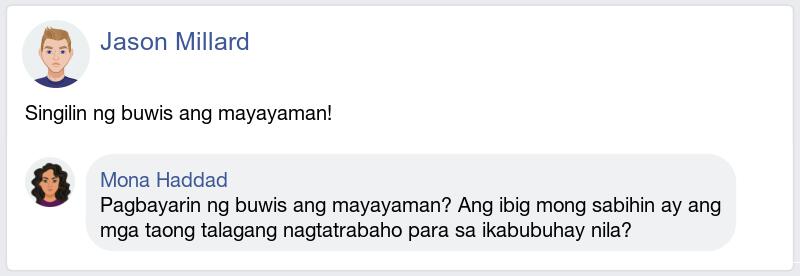 Jason Millard
Singilin ng buwis ang mayayaman!
Mona Haddad
Pagbayarin ng buwis ang mayayaman? Ang ibig mong sabihin ay ang
mga taong talagang nagtatrabaho para sa ikabubuhay nila?